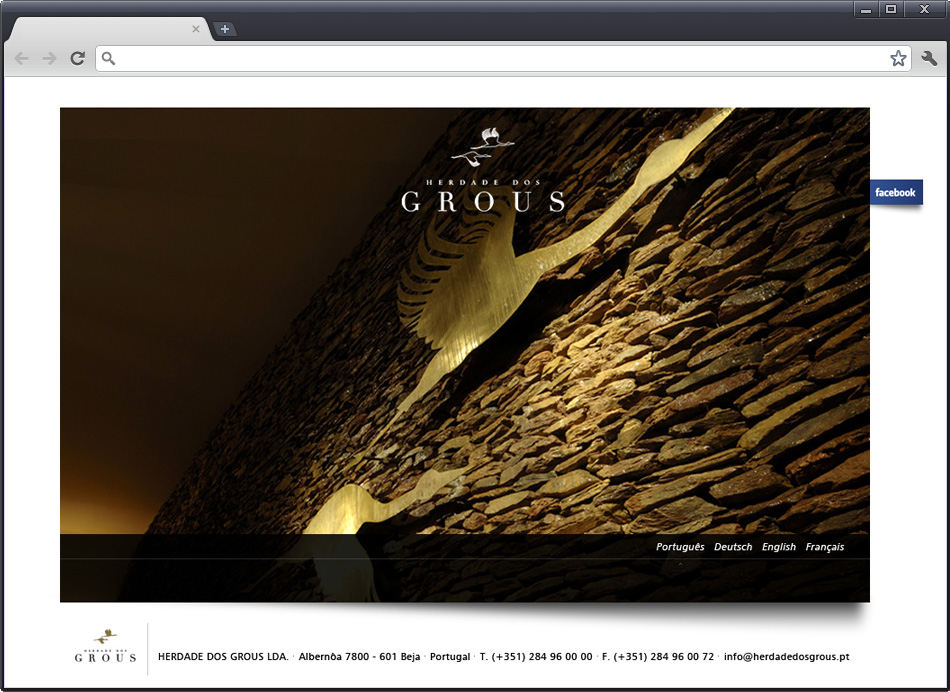 HERDADE DOS
GROUS
facebook
Português Deutsch English Français
HERDADE DOS
GROUS
HERDADE DOS GROUS LDA. · Albernôa 7800 - 601 Beja · Portugal · T. (+351) 284 96 00 00 · F. (+351) 284 96 00 72 · info@herdadedosgrous.pt